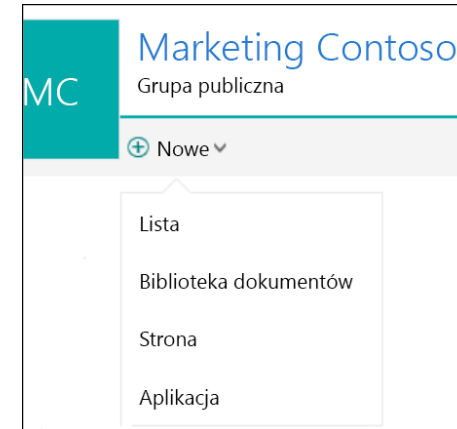 MC
Marketing Contoso
Grupa publiczna
Nowe
Lista
Biblioteka dokumentów
Strona
Aplikacja